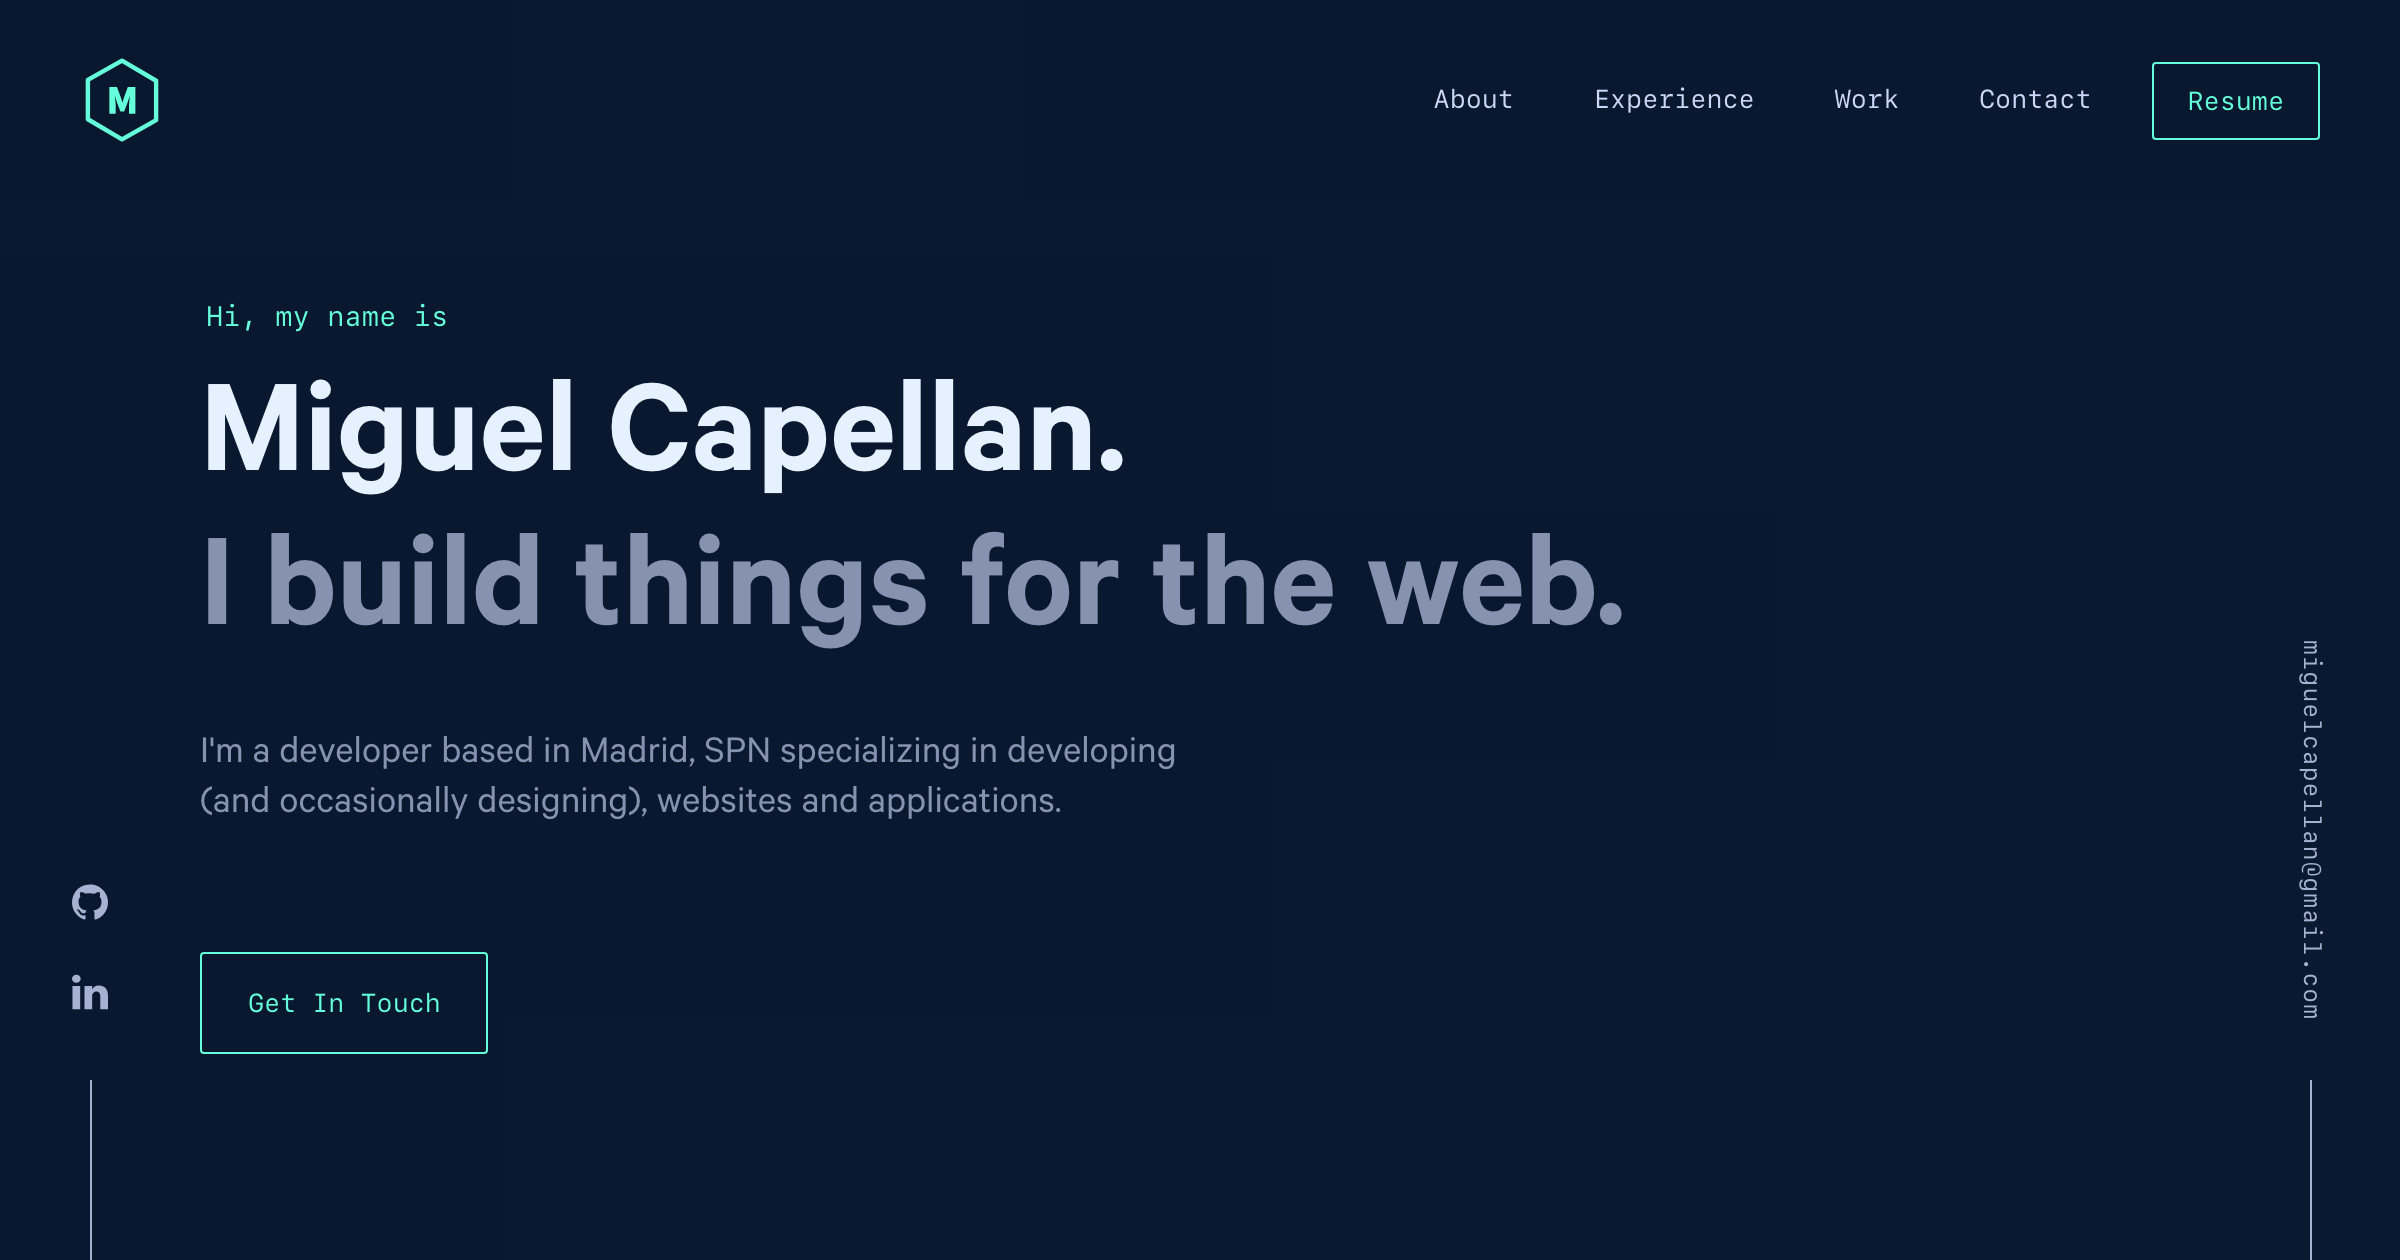 M
About
Experience
Work
Contact
Resume
Hi, my name is
Miguel Capellan.
I build things for the web.
I'm a developer based in Madrid, SPN specializing in developing
(and occasionally designing), websites and applications.
in
Get In Touch
miguelcapellan@gmail.com